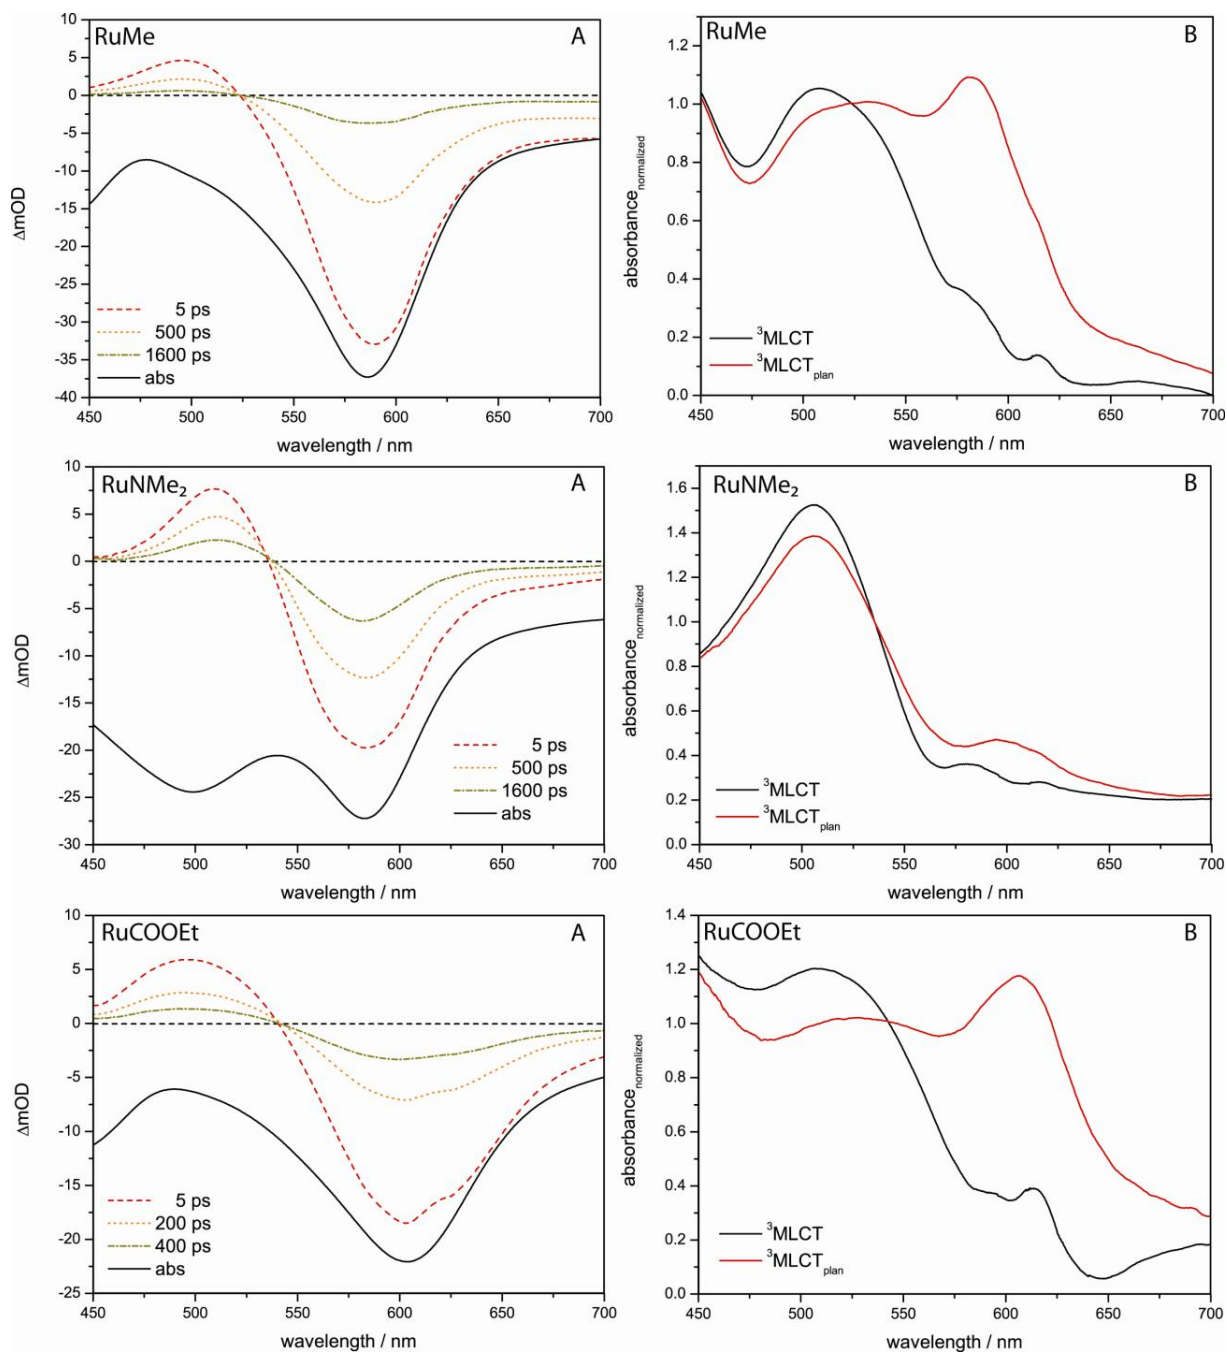 RuMe A
10
5
0
-5
-10
-15
-20
-25
-30
-35
-40
ΔmOD
5 ps
500 ps
1600 ps
abs
450 500 550 600 650 700
wavelength / nm
RuMe B
1.2
1.0
0.8
0.6
0.4
0.2
0.0
absorbance normalized
³MLCT
³MLCT plan
450 500 550 600 650 700
wavelength / nm
RuNMe₂ A
10
5
0
-5
-10
-15
-20
-25
-30
ΔmOD
5 ps
500 ps
1600 ps
abs
450 500 550 600 650 700
wavelength / nm
RuNMe₂ B
1.6
1.4
1.2
1.0
0.8
0.6
0.4
0.2
0.0
absorbance normalized
³MLCT
³MLCT plan
450 500 550 600 650 700
wavelength / nm
RuCOOEt A
10
5
0
-5
-10
-15
-20
-25
ΔmOD
5 ps
200 ps
400 ps
abs
450 500 550 600 650 700
wavelength / nm
RuCOOEt B
1.4
1.2
1.0
0.8
0.6
0.4
0.2
0.0
absorbance normalized
³MLCT
³MLCT plan
450 500 550 600 650 700
wavelength / nm